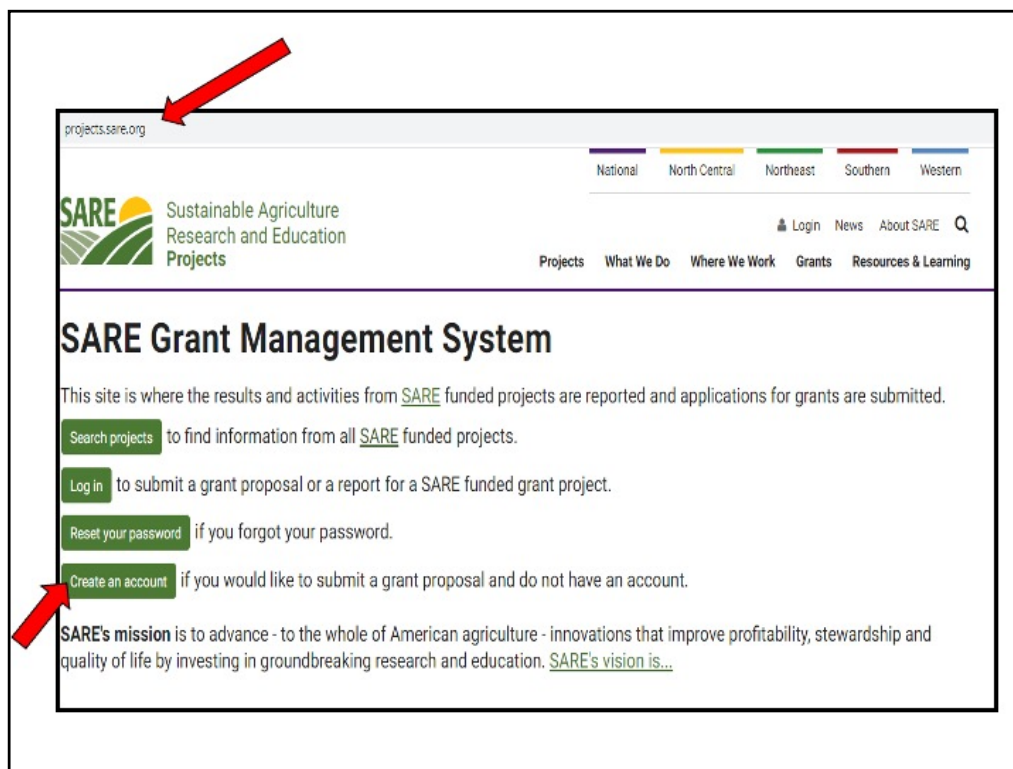 projects.sare.org
National North Central Northeast Southern Western
SARE
Sustainable Agriculture
Research and Education
Projects
Login News About SARE
Projects What We Do Where We Work Grants Resources & Learning
SARE Grant Management System
This site is where the results and activities from SARE funded projects are reported and applications for grants are submitted.
Search projects to find information from all SARE funded projects.
Log in to submit a grant proposal or a report for a SARE funded grant project.
Reset your password if you forgot your password.
Create an account if you would like to submit a grant proposal and do not have an account.
SARE's mission is to advance - to the whole of American agriculture - innovations that improve profitability, stewardship and
quality of life by investing in groundbreaking research and education. SARE's vision is...